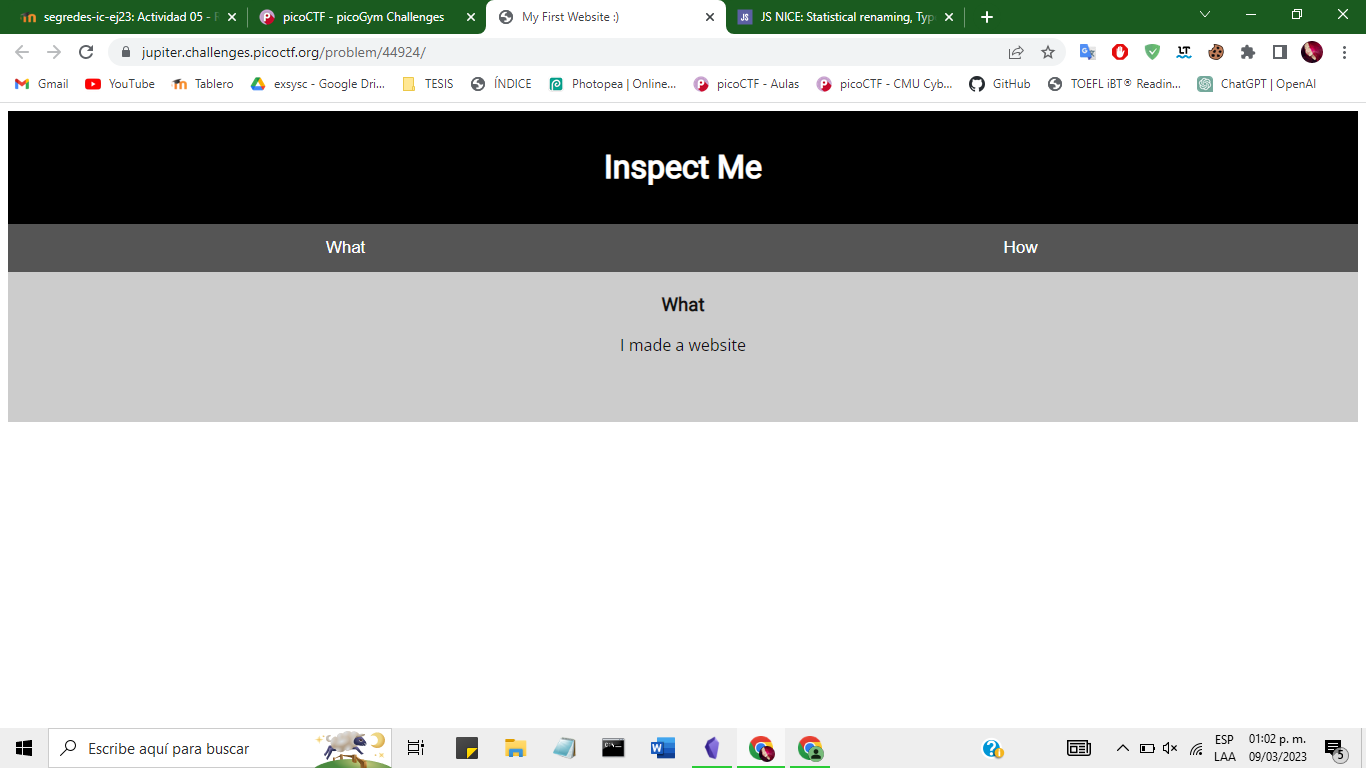 segredes-ic-ej23: Actividad 05 -
picoCTF - picoGym Challenges
My First Website :)
JS NICE: Statistical renaming, Typ
jupiter.challenges.picoctf.org/problem/44924/
Gmail
YouTube
Tablero
exsysc - Google Dri...
TESIS
ÍNDICE
Photopea | Online...
picoCTF - Aulas
picoCTF - CMU Cyb...
GitHub
TOEFL iBT® Readin...
ChatGPT | OpenAI
Inspect Me
What
How
What
I made a website
Escribe aquí para buscar
ESP
LAA
01:02 p. m.
09/03/2023
5